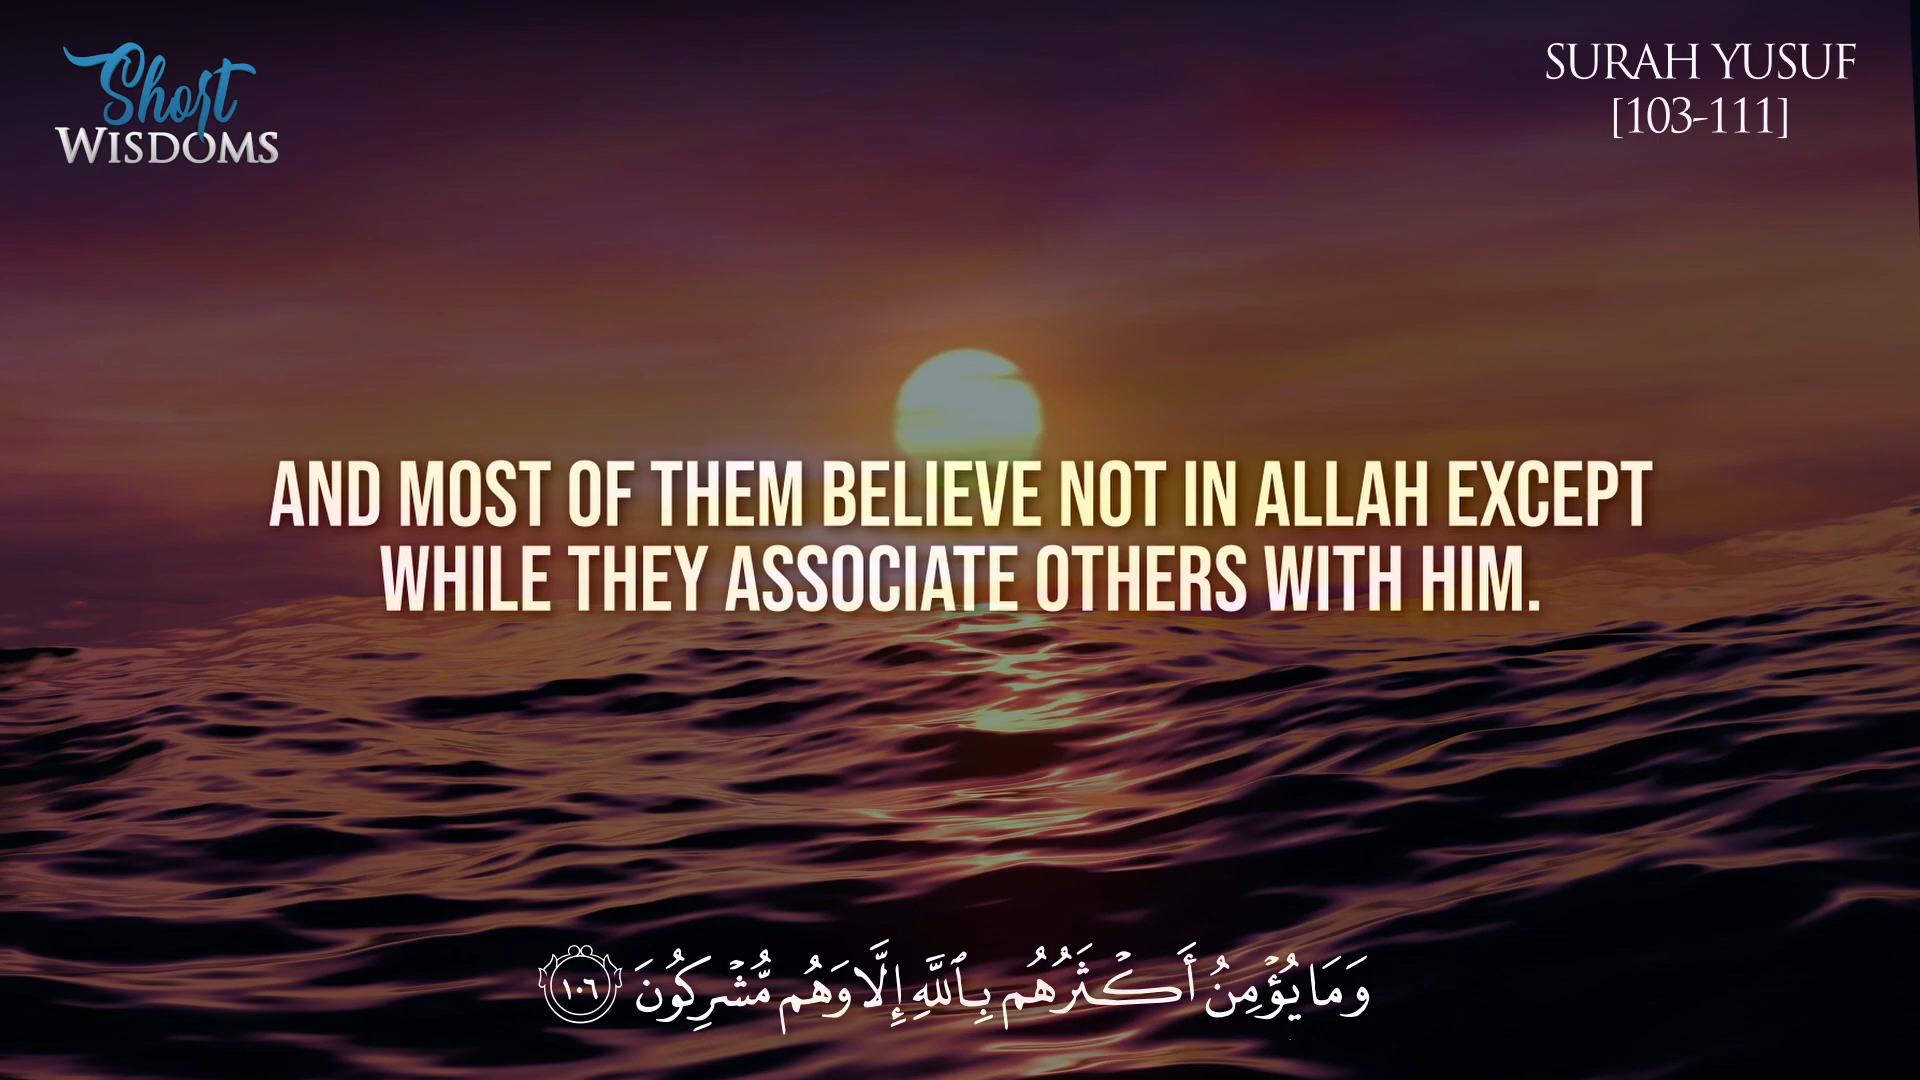 Short
WISDOMS
SURAH YUSUF
[103-111]
AND MOST OF THEM BELIEVE NOT IN ALLAH EXCEPT
WHILE THEY ASSOCIATE OTHERS WITH HIM.
وَمَا يُؤْمِنُ أَكْثَرُهُم بِٱللَّهِ إِلَّا وَهُم مُّشْرِكُونَ ١٠٦